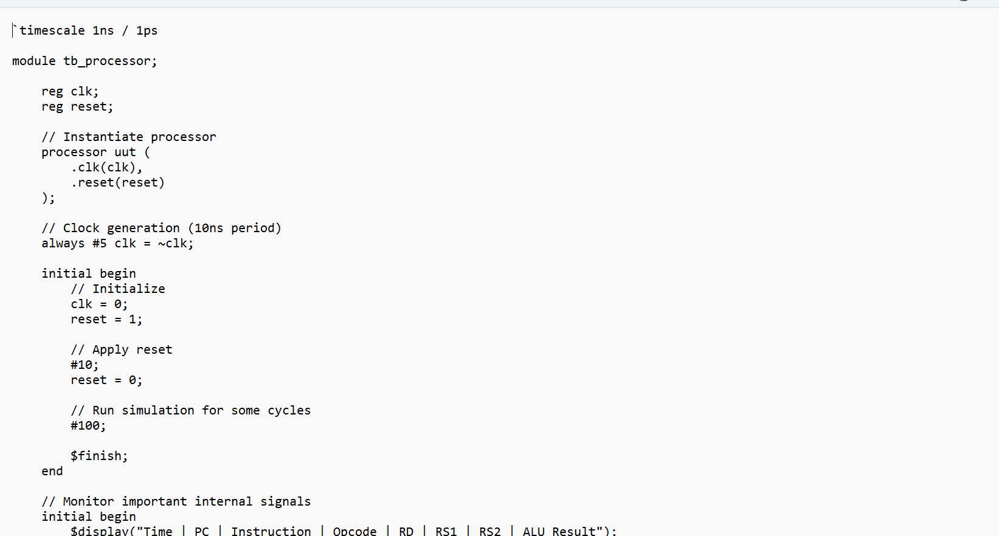 `timescale 1ns / 1ps
module tb_processor;
reg clk;
reg reset;
// Instantiate processor
processor uut (
.clk(clk),
.reset(reset)
);
// Clock generation (10ns period)
always #5 clk = ~clk;
initial begin
// Initialize
clk = 0;
reset = 1;
// Apply reset
#10;
reset = 0;
// Run simulation for some cycles
#100;
$finish;
end
// Monitor important internal signals
initial begin
$display("Time | PC | Instruction | Opcode | RD | RS1 | RS2 | ALU Result");